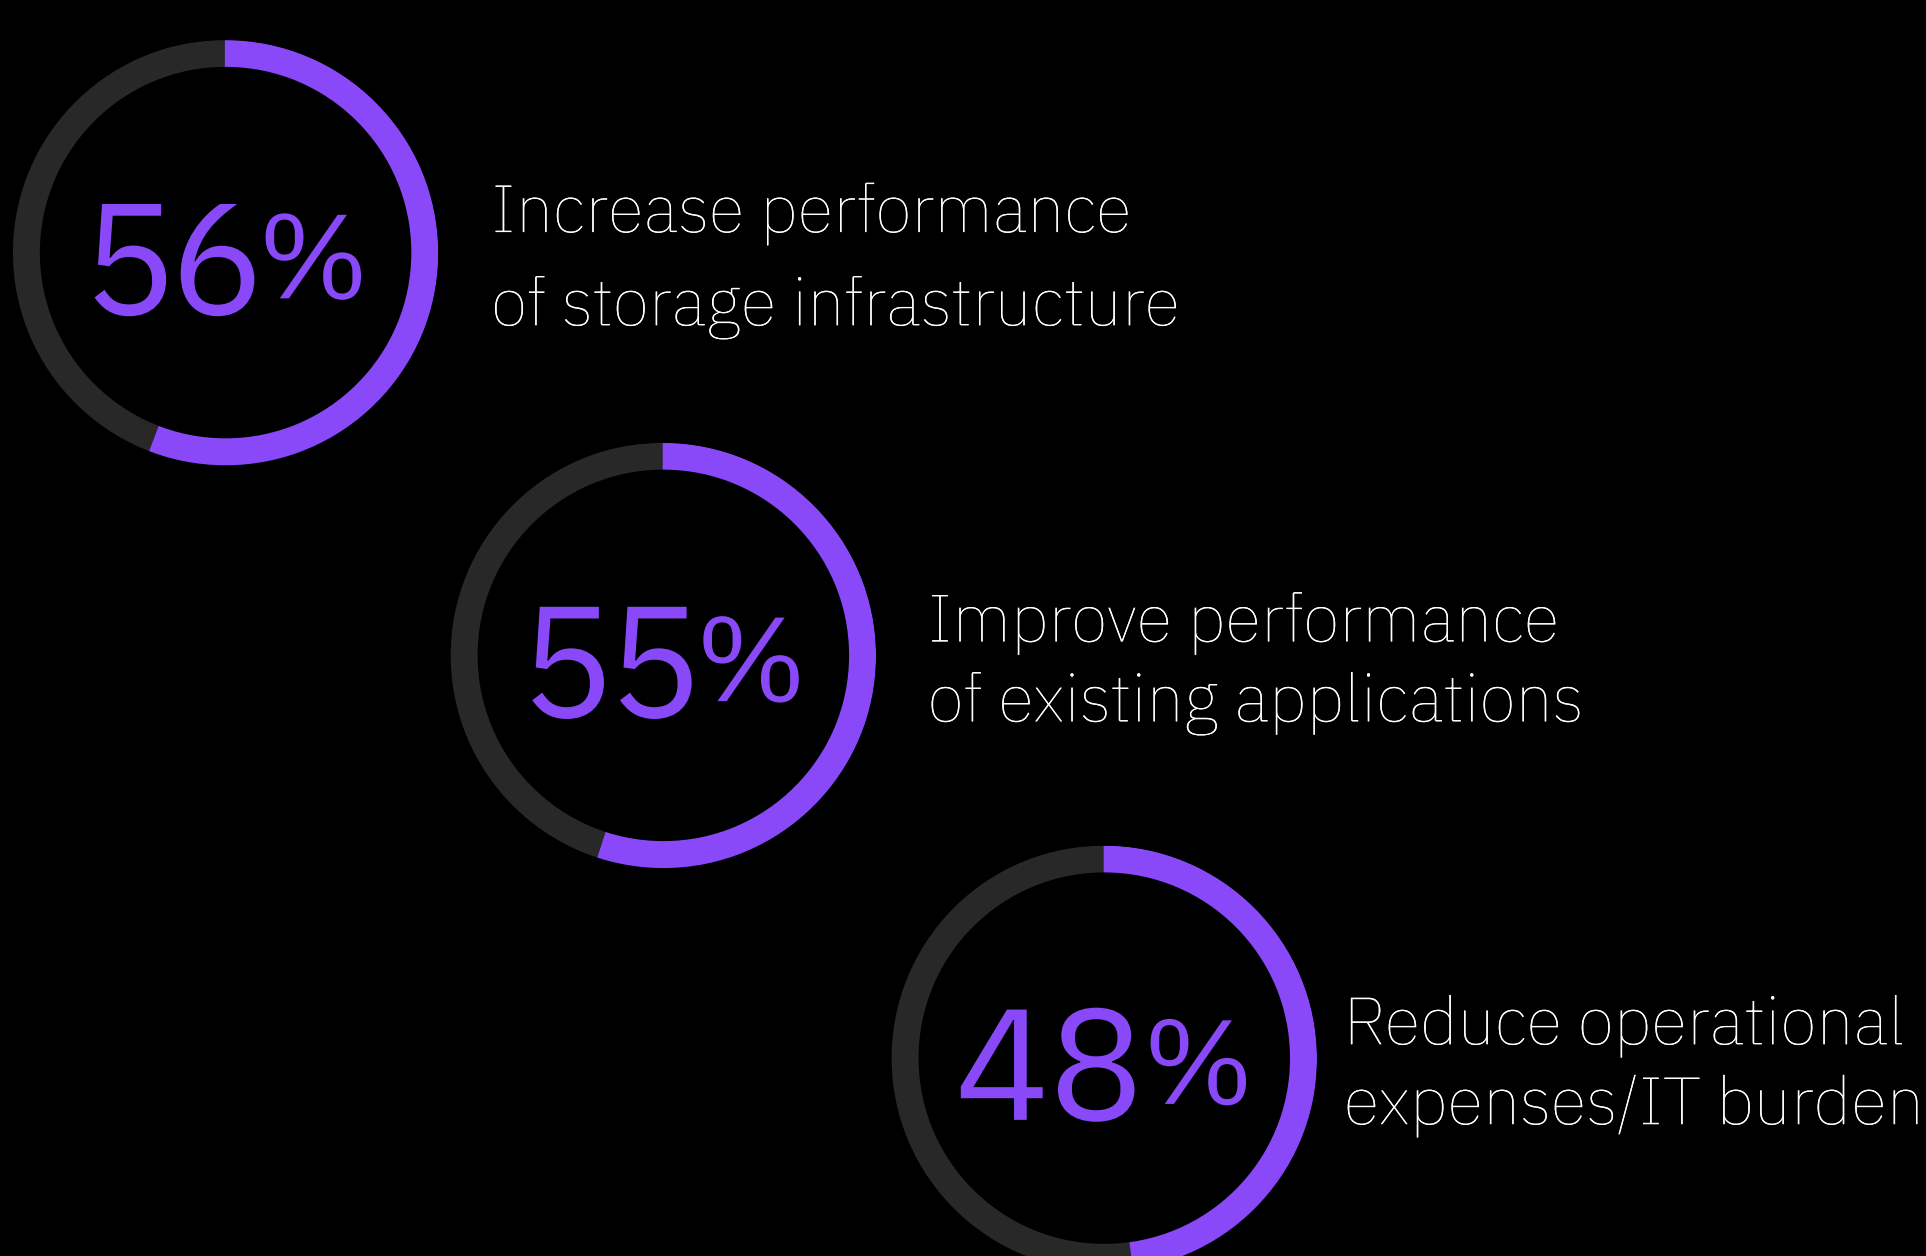 56%
Increase performance
of storage infrastructure
55%
Improve performance
of existing applications
48%
Reduce operational
expenses/IT burden